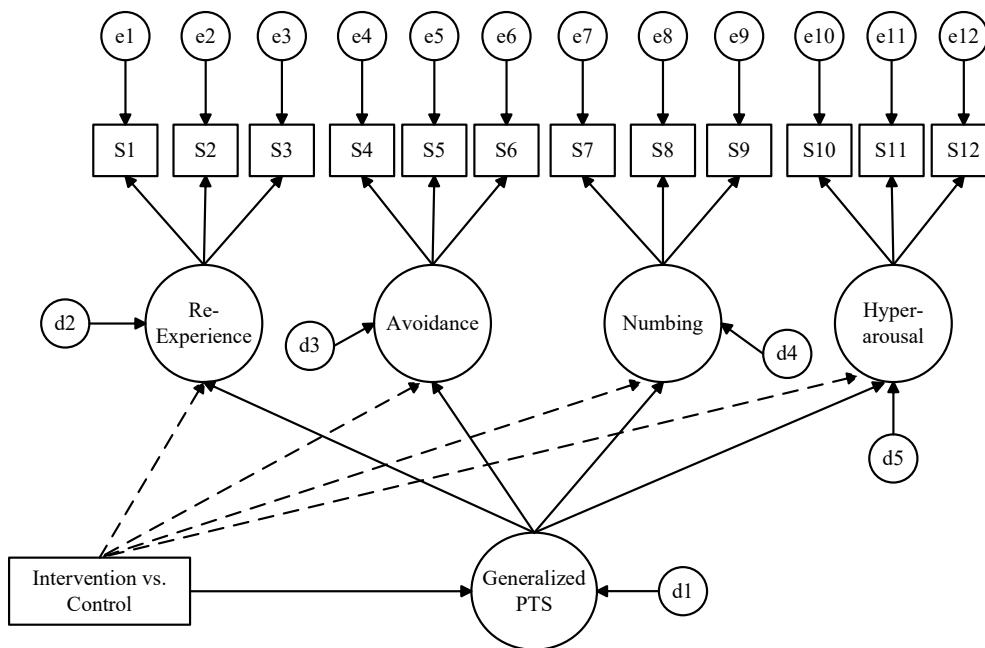 e1 e2 e3 e4 e5 e6 e7 e8 e9 e10 e11 e12
S1 S2 S3 S4 S5 S6 S7 S8 S9 S10 S11 S12
Re-
Experience
Avoidance
Numbing
Hyper-
arousal
d2
d3
d4
d5
Intervention vs.
Control
Generalized
PTS
d1